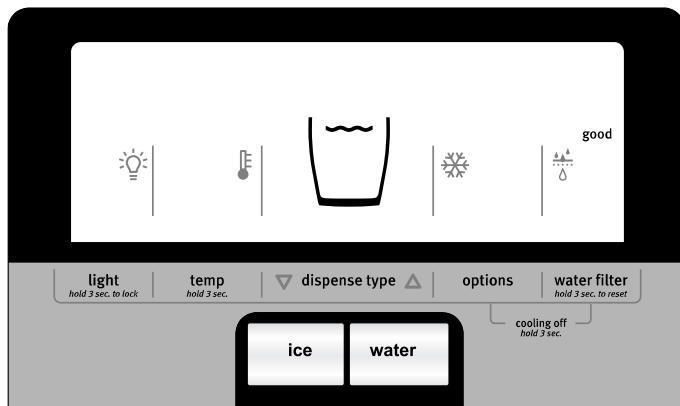 good
light temp dispense type options water filter
hold 3 sec. to lock hold 3 sec. hold 3 sec. to reset
cooling off
hold 3 sec.
ice water